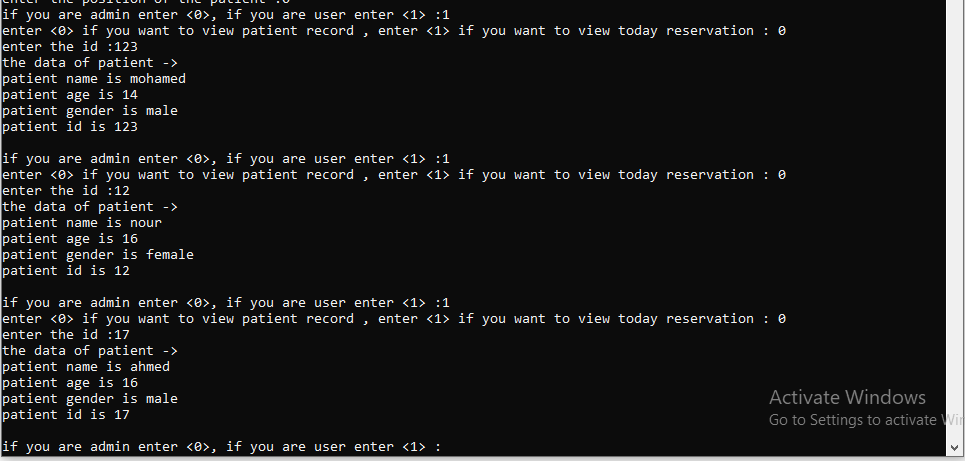 enter the position of the patient :0
if you are admin enter <0>, if you are user enter <1> :1
enter <0> if you want to view patient record , enter <1> if you want to view today reservation : 0
enter the id :123
the data of patient ->
patient name is mohamed
patient age is 14
patient gender is male
patient id is 123
if you are admin enter <0>, if you are user enter <1> :1
enter <0> if you want to view patient record , enter <1> if you want to view today reservation : 0
enter the id :12
the data of patient ->
patient name is nour
patient age is 16
patient gender is female
patient id is 12
if you are admin enter <0>, if you are user enter <1> :1
enter <0> if you want to view patient record , enter <1> if you want to view today reservation : 0
enter the id :17
the data of patient ->
patient name is ahmed
patient age is 16
patient gender is male
patient id is 17
if you are admin enter <0>, if you are user enter <1> :
Activate Windows
Go to Settings to activate Win